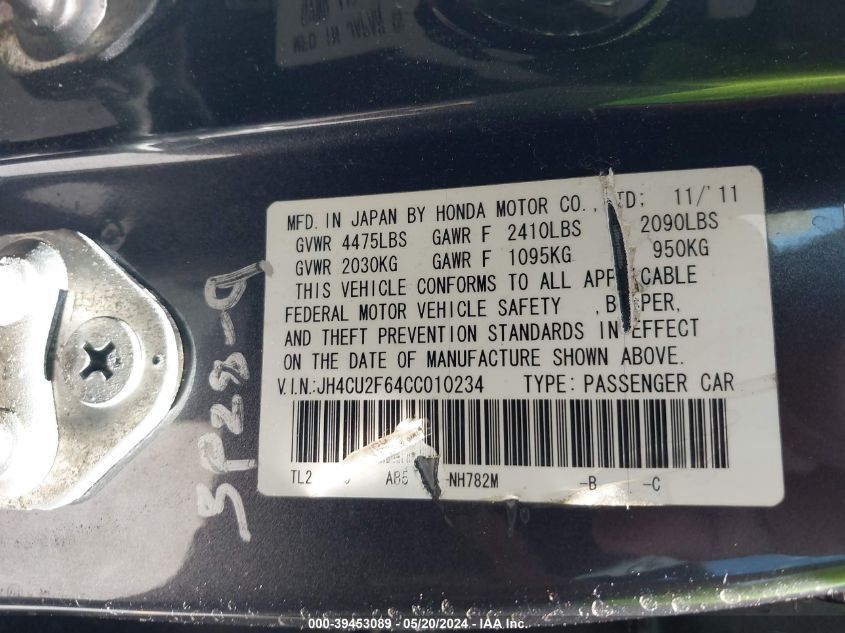 MFD. IN JAPAN BY HONDA MOTOR CO., TD; 11/'11
GVWR 4475LBS GAWR F 2410LBS 2090LBS
GVWR 2030KG GAWR F 1095KG 950KG
THIS VEHICLE CONFORMS TO ALL APP CABLE
FEDERAL MOTOR VEHICLE SAFETY , B PER,
AND THEFT PREVENTION STANDARDS IN EFFECT
ON THE DATE OF MANUFACTURE SHOWN ABOVE.
V.I.N:JH4CU2F64CC010234 TYPE: PASSENGER CAR
TL2 AB5 -NH782M -B -C
000-39453089 - 05/20/2024 - IAA Inc.